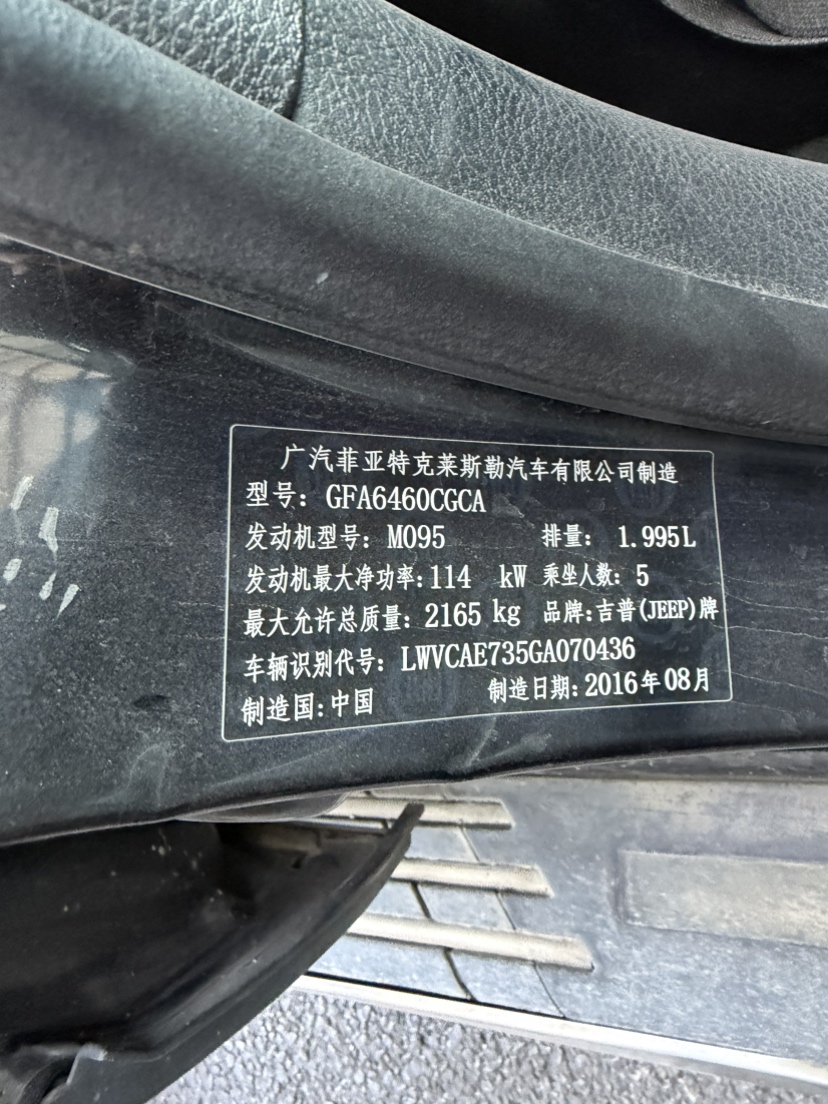 广汽菲亚特克莱斯勒汽车有限公司制造
型号: GFA6460CGCA
发动机型号: M095 排量: 1.995L
发动机最大净功率:114 kW 乘坐人数: 5
最大允许总质量: 2165 kg 品牌:吉普(JEEP)牌
车辆识别代号: LWVCAE735GA070436
制造国:中国 制造日期:2016年08月